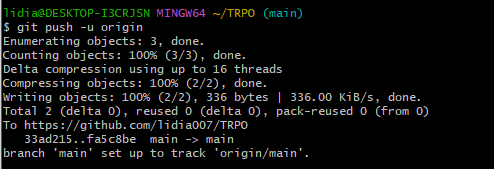 lidia@DESKTOP-I3CRJSN MINGW64 ~/TRPO (main)
$ git push -u origin
Enumerating objects: 3, done.
Counting objects: 100% (3/3), done.
Delta compression using up to 16 threads
Compressing objects: 100% (2/2), done.
Writing objects: 100% (2/2), 336 bytes | 336.00 KiB/s, done.
Total 2 (delta 0), reused 0 (delta 0), pack-reused 0 (from 0)
To https://github.com/lidia007/TRPO
   33ad215..fa5c8be  main -> main
branch 'main' set up to track 'origin/main'.